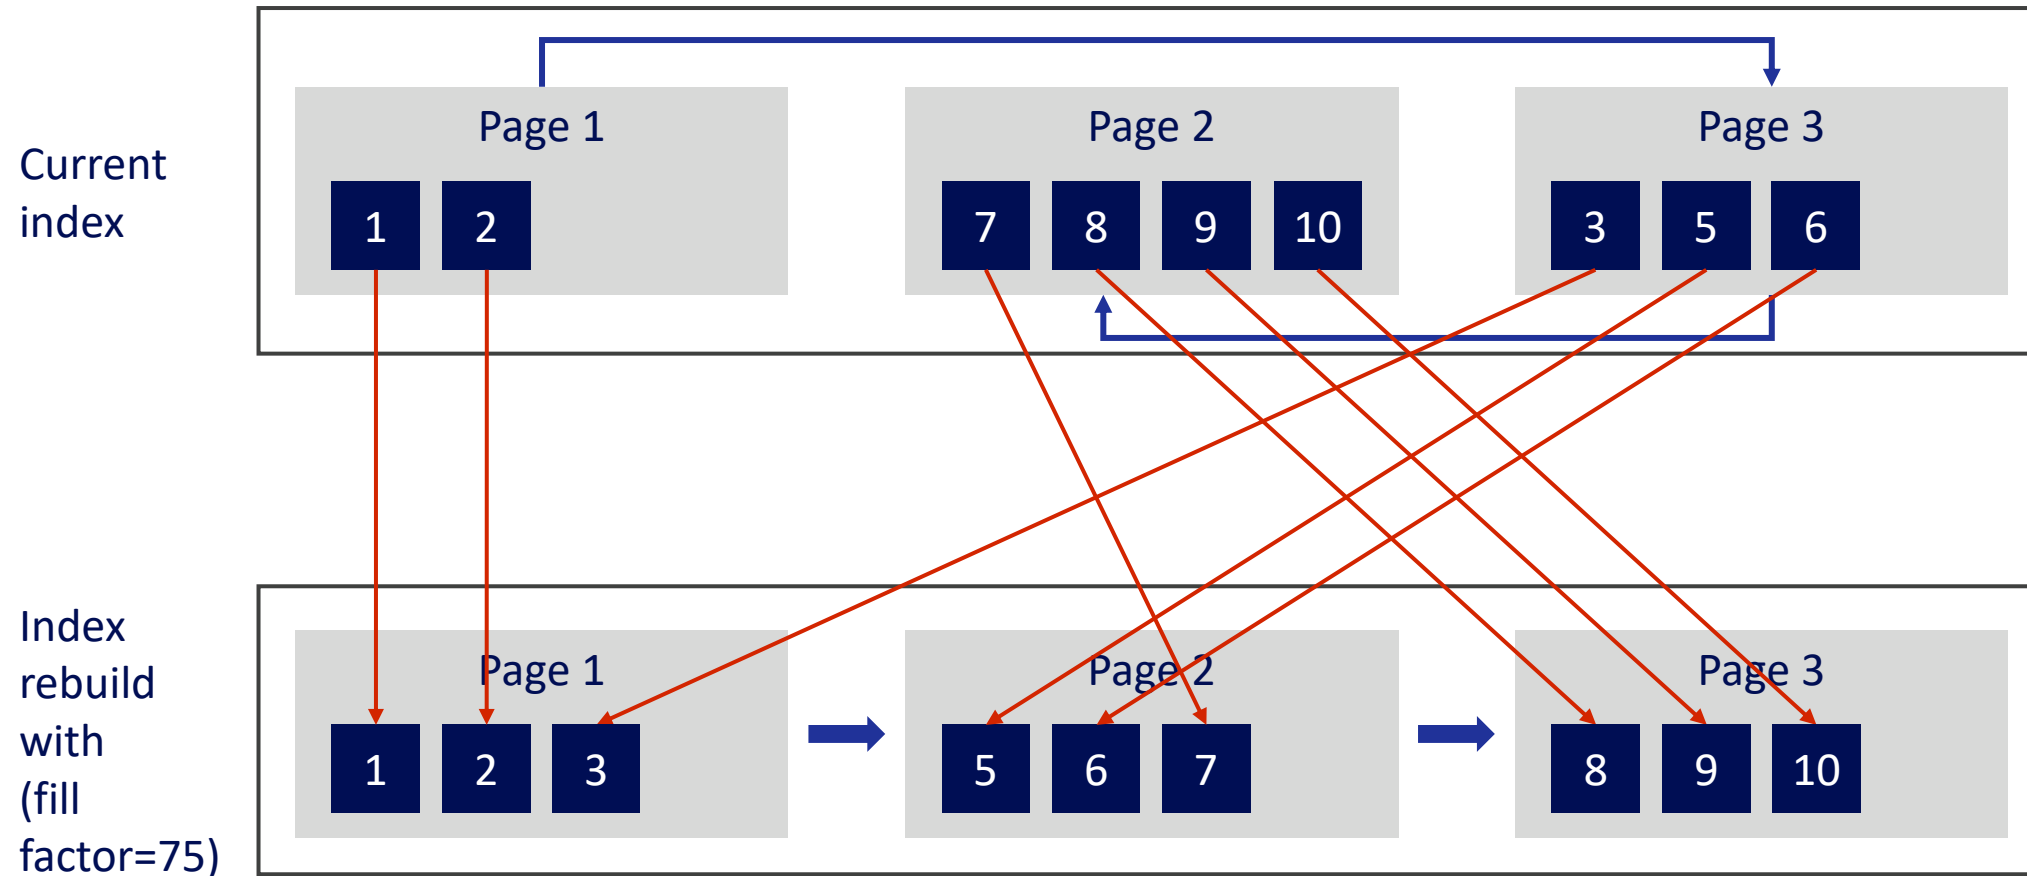 Current
index
Page 1
1 2
Page 2
7 8 9 10
Page 3
3 5 6
Index
rebuild
with
(fill
factor=75)
Page 1
1 2 3
Page 2
5 6 7
Page 3
8 9 10